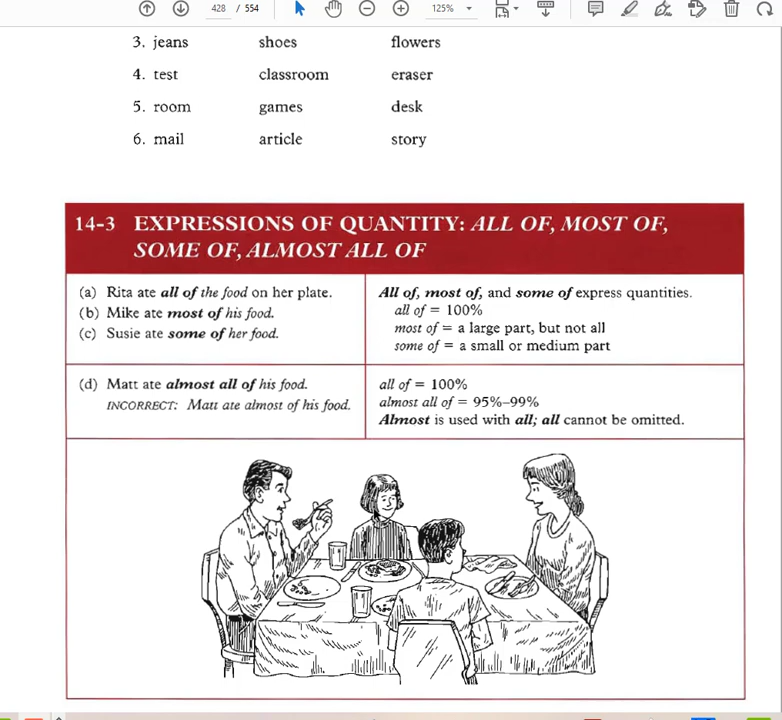 428 / 554 125%
3. jeans shoes flowers
4. test classroom eraser
5. room games desk
6. mail article story
14-3 EXPRESSIONS OF QUANTITY: ALL OF, MOST OF,
SOME OF, ALMOST ALL OF
(a) Rita ate all of the food on her plate.
(b) Mike ate most of his food.
(c) Susie ate some of her food.
All of, most of, and some of express quantities.
all of = 100%
most of = a large part, but not all
some of = a small or medium part
(d) Matt ate almost all of his food.
INCORRECT: Matt ate almost of his food.
all of = 100%
almost all of = 95%–99%
Almost is used with all; all cannot be omitted.